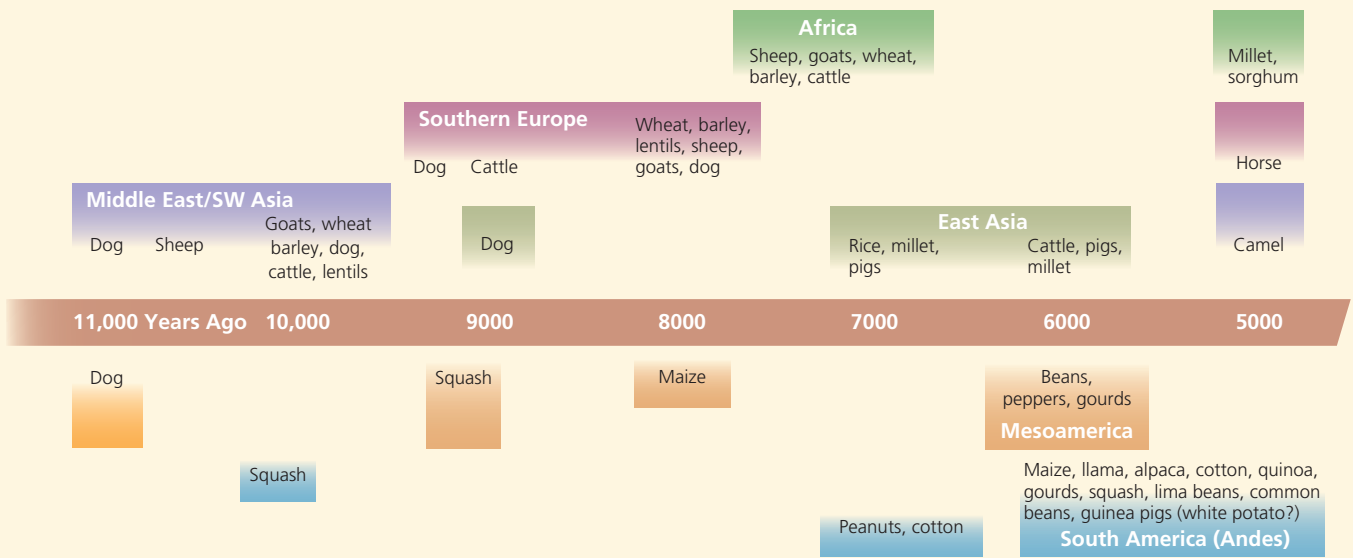 Africa
Sheep, goats, wheat,
barley, cattle
Millet,
sorghum
Southern Europe
Dog
Cattle
Wheat, barley,
lentils, sheep,
goats, dog
Horse
Middle East/SW Asia
Dog
Sheep
Goats, wheat
barley, dog,
cattle, lentils
Dog
East Asia
Rice, millet,
pigs
Cattle, pigs,
millet
Camel
11,000 Years Ago
10,000
9000
8000
7000
6000
5000
Dog
Squash
Maize
Beans,
peppers, gourds
Mesoamerica
Squash
Peanuts, cotton
Maize, llama, alpaca, cotton, quinoa,
gourds, squash, lima beans, common
beans, guinea pigs (white potato?)
South America (Andes)